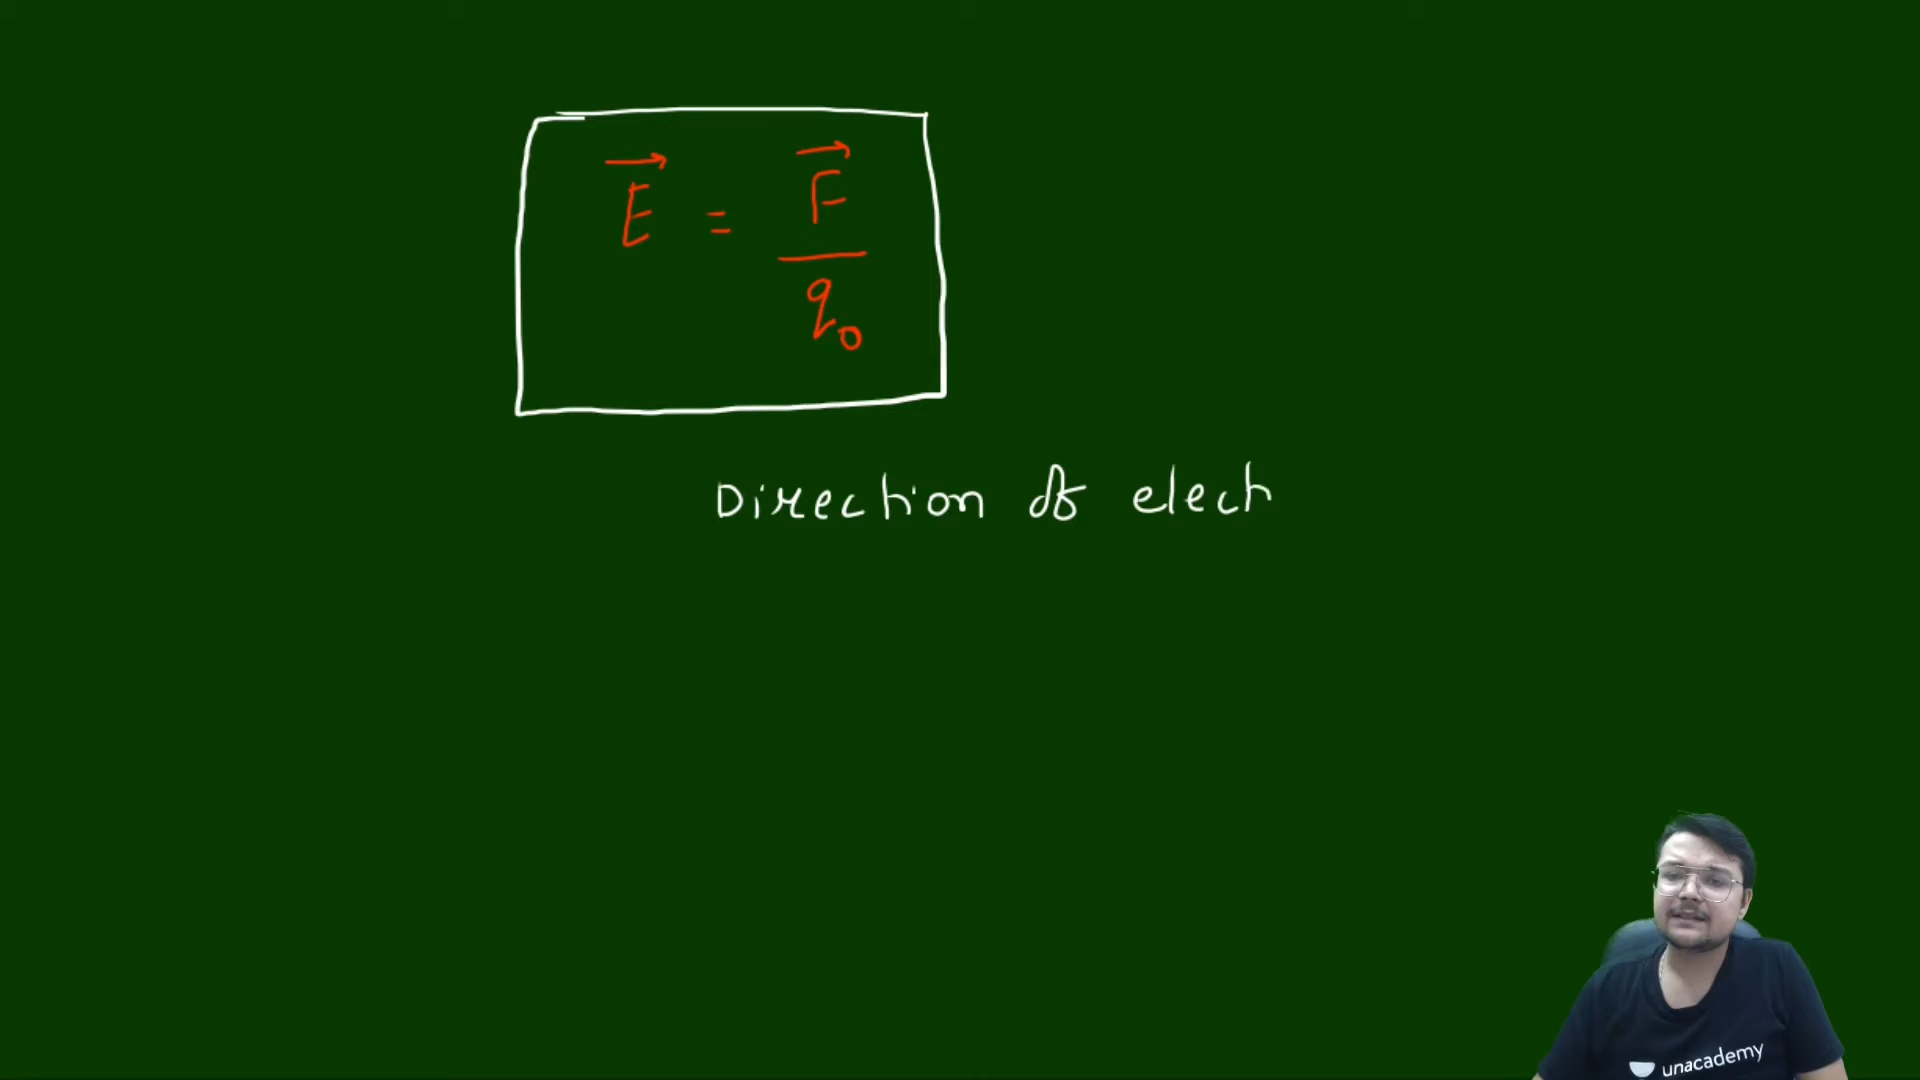 E⃗ = F⃗ / q₀
Direction of elect
unacademy